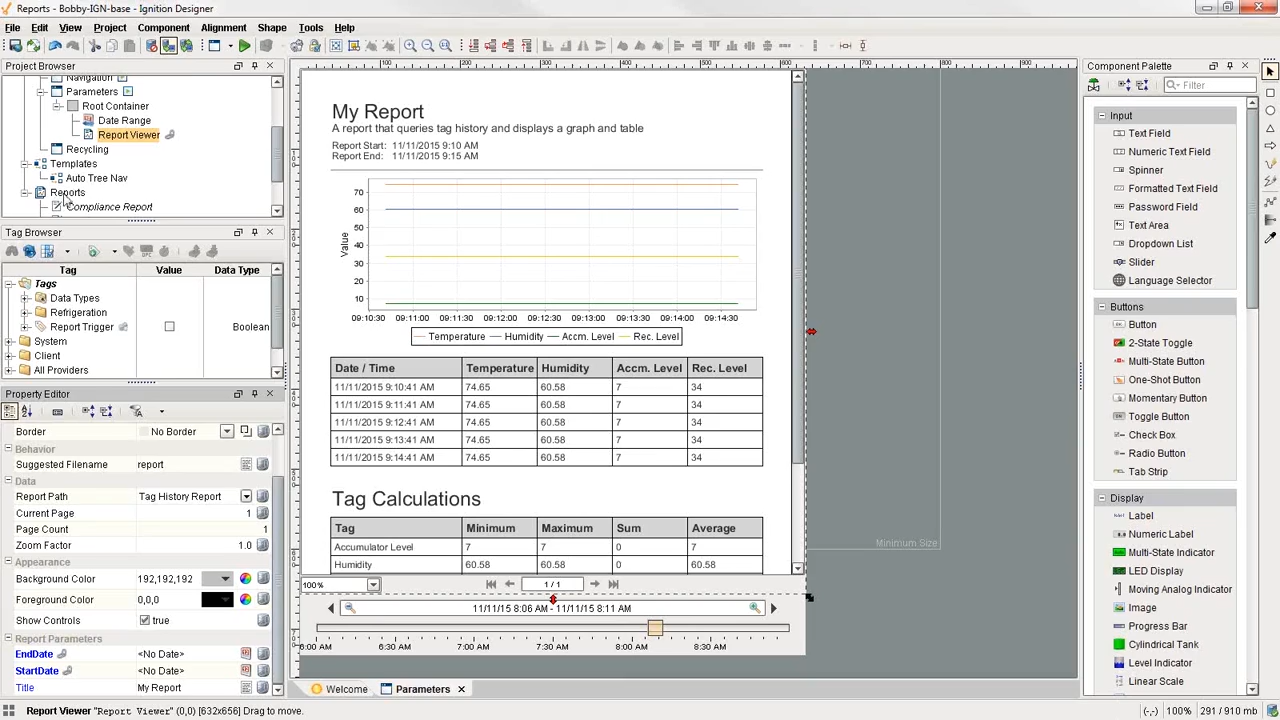 Reports - Bobby-IGN-base - Ignition Designer
File Edit View Project Component Alignment Shape Tools Help
Project Browser
Navigation
Parameters
Root Container
Date Range
Report Viewer
Recycling
Templates
Auto Tree Nav
Reports
Compliance Report
Tag Browser
Tag Value Data Type
Tags
Data Types
Refrigeration
Report Trigger Boolean
System
Client
All Providers
Property Editor
Border No Border
Behavior
Suggested Filename report
Data
Report Path Tag History Report
Current Page 1
Page Count 1
Zoom Factor 1.0
Appearance
Background Color 192,192,192
Foreground Color 0,0,0
Show Controls true
Report Parameters
EndDate <No Date>
StartDate <No Date>
Title My Report
100 200 300 400 500 600 700 800 900
My Report
A report that queries tag history and displays a graph and table
Report Start: 11/11/2015 9:10 AM
Report End: 11/11/2015 9:15 AM
70
60
50
40
30
20
10
Value
09:10:30 09:11:00 09:11:30 09:12:00 09:12:30 09:13:00 09:13:30 09:14:00 09:14:30
Temperature Humidity Accm. Level Rec. Level
Date / Time Temperature Humidity Accm. Level Rec. Level
11/11/2015 9:10:41 AM 74.65 60.58 7 34
11/11/2015 9:11:41 AM 74.65 60.58 7 34
11/11/2015 9:12:41 AM 74.65 60.58 7 34
11/11/2015 9:13:41 AM 74.65 60.58 7 34
11/11/2015 9:14:41 AM 74.65 60.58 7 34
Tag Calculations
Tag Minimum Maximum Sum Average
Accumulator Level 7 7 0 7
Humidity 60.58 60.58 0 60.58
100% 1 / 1
11/11/15 8:06 AM - 11/11/15 8:11 AM
6:00 AM 6:30 AM 7:00 AM 7:30 AM 8:00 AM 8:30 AM
Minimum Size
Welcome Parameters
Component Palette
Filter
Input
Text Field
Numeric Text Field
Spinner
Formatted Text Field
Password Field
Text Area
Dropdown List
Slider
Language Selector
Buttons
Button
2-State Toggle
Multi-State Button
One-Shot Button
Momentary Button
Toggle Button
Check Box
Radio Button
Tab Strip
Display
Label
Numeric Label
Multi-State Indicator
LED Display
Moving Analog Indicator
Image
Progress Bar
Cylindrical Tank
Level Indicator
Linear Scale
Report Viewer "Report Viewer" (0,0) [632x656] Drag to move.
(-,-) 100% 291 / 910 mb